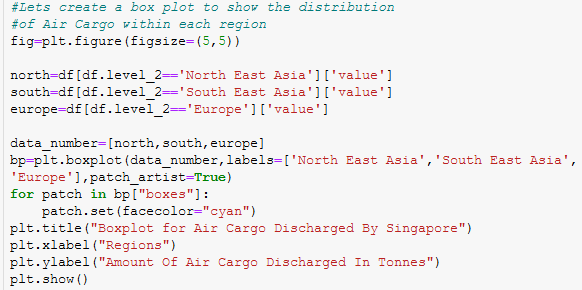 #Lets create a box plot to show the distribution
#of Air Cargo within each region
fig=plt.figure(figsize=(5,5))
north=df[df.level_2=='North East Asia']['value']
south=df[df.level_2=='South East Asia']['value']
europe=df[df.level_2=='Europe']['value']
data_number=[north,south,europe]
bp=plt.boxplot(data_number,labels=['North East Asia','South East Asia',
'Europe'],patch_artist=True)
for patch in bp["boxes"]:
    patch.set(facecolor="cyan")
plt.title("Boxplot for Air Cargo Discharged By Singapore")
plt.xlabel("Regions")
plt.ylabel("Amount Of Air Cargo Discharged In Tonnes")
plt.show()